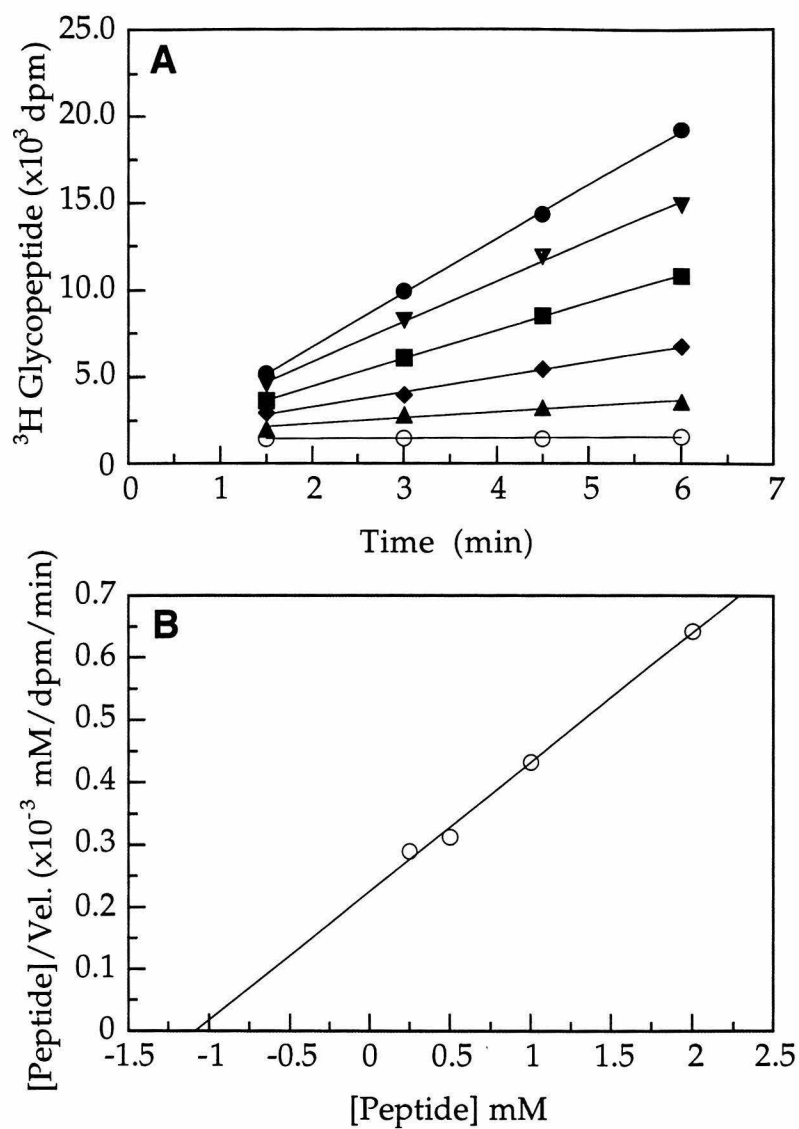 A
³H Glycopeptide (x10³ dpm)
25.0
20.0
15.0
10.0
5.0
0
0 1 2 3 4 5 6 7
Time (min)
B
[Peptide]/Vel. (x10⁻³ mM/dpm/min)
0.7
0.6
0.5
0.4
0.3
0.2
0.1
0
-1.5 -1 -0.5 0 0.5 1 1.5 2 2.5
[Peptide] mM